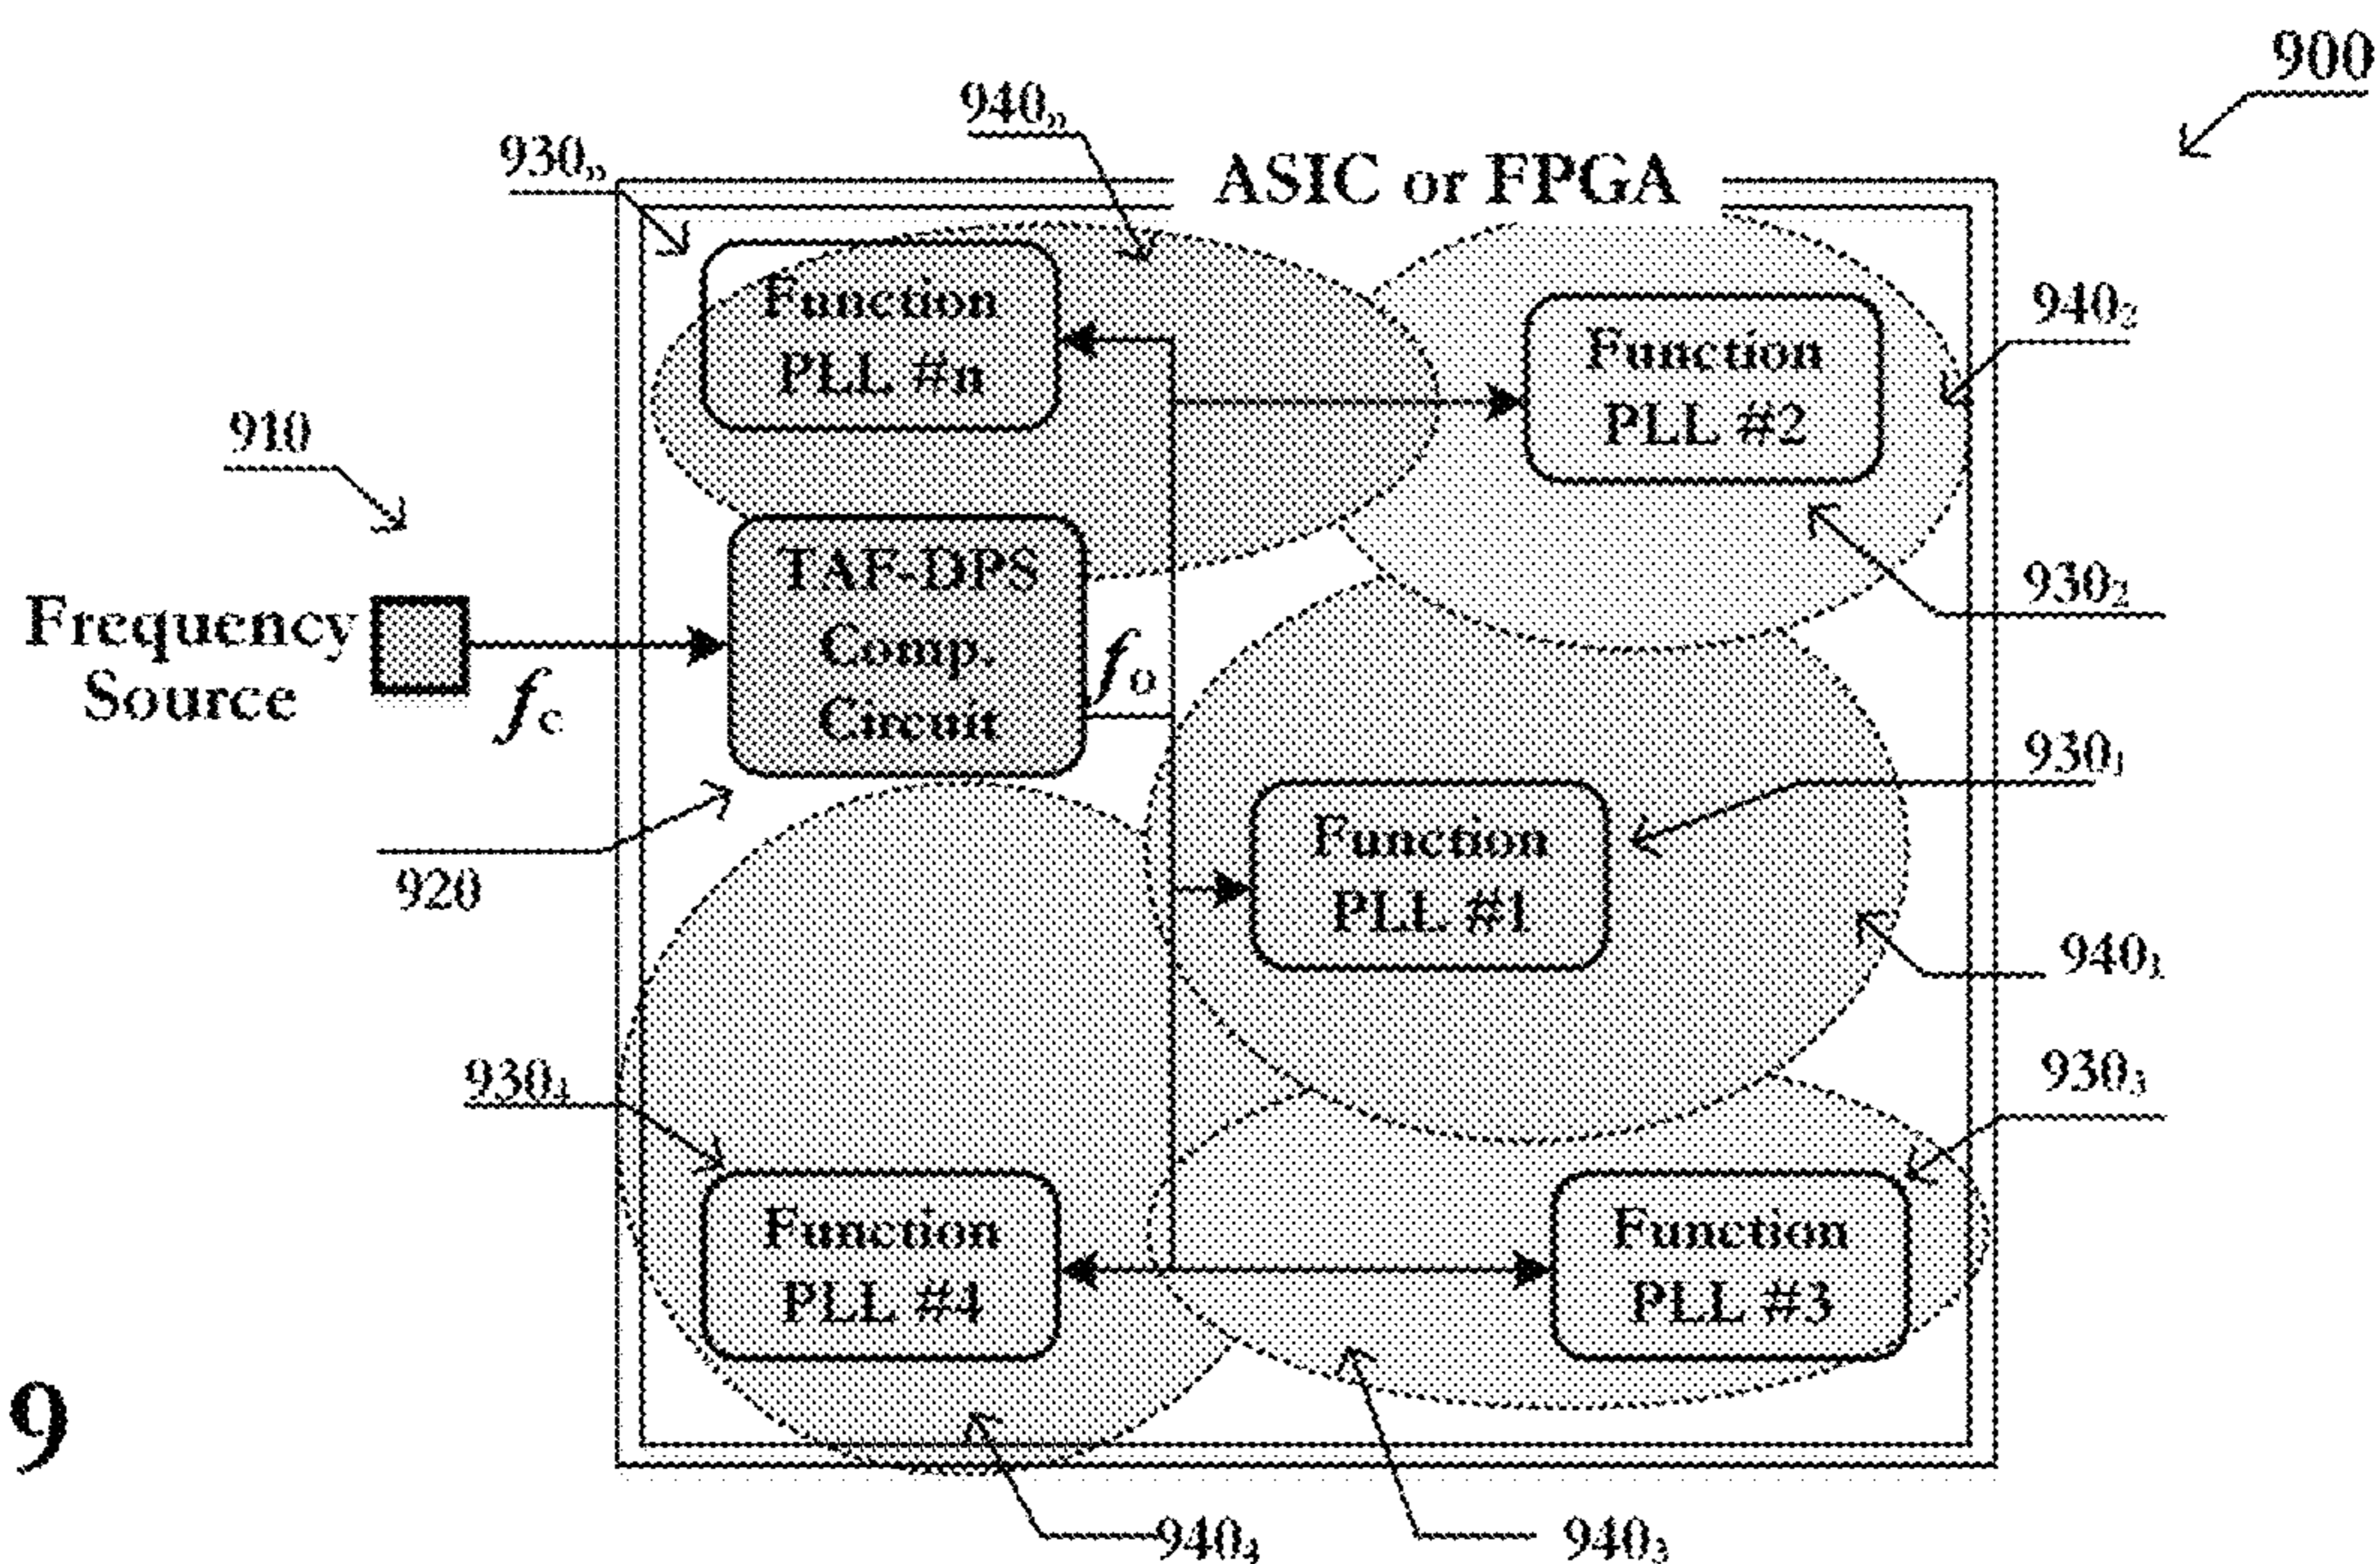 900
940ₙ
930ₙ
ASIC or FPGA
Function
PLL #n
940₂
Function
PLL #2
910
TAF-DPS
Comp.
Circuit
930₂
Frequency
Source
f꜀
fₒ
930₁
Function
PLL #1
920
940₁
930₄
930₃
Function
PLL #4
Function
PLL #3
9
940₄
940₃